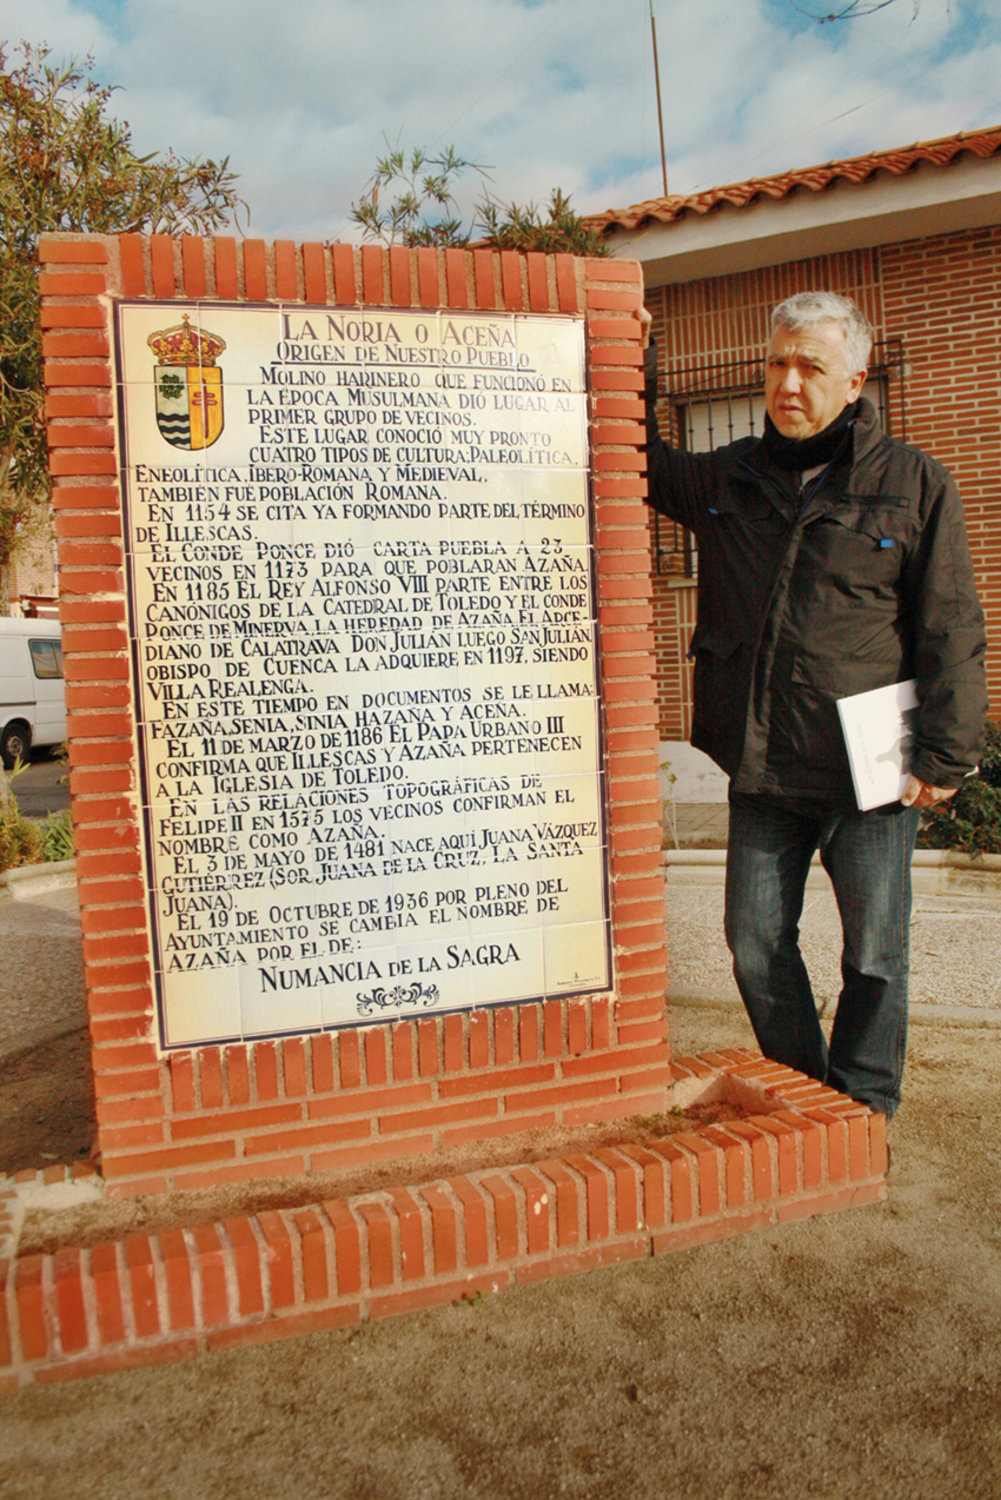 LA NORIA O ACEÑA
ORIGEN DE NUESTRO PUEBLO
MOLINO HARINERO QUE FUNCIONÓ EN
LA ÉPOCA MUSULMANA DIÓ LUGAR AL
PRIMER GRUPO DE VECINOS.
ESTE LUGAR CONOCIÓ MUY PRONTO
CUATRO TIPOS DE CULTURA: PALEOLÍTICA,
ENEOLÍTICA, IBERO-ROMANA Y MEDIEVAL,
TAMBIÉN FUÉ POBLACIÓN ROMANA.
EN 1154 SE CITA YA FORMANDO PARTE DEL TÉRMINO
DE ILLESCAS.
EL CONDE PONCE DIÓ CARTA PUEBLA A 23
VECINOS EN 1173 PARA QUE POBLARAN AZAÑA.
EN 1185 EL REY ALFONSO VIII PARTE ENTRE LOS
CANÓNIGOS DE LA CATEDRAL DE TOLEDO Y EL CONDE
PONCE DE MINERVA, LA HEREDAD DE AZAÑA. EL ARCE-
DIANO DE CALATRAVA DON JULIÁN LUEGO SAN JULIÁN,
OBISPO DE CUENCA LA ADQUIERE EN 1197, SIENDO
VILLA REALENGA.
EN ESTE TIEMPO EN DOCUMENTOS SE LE LLAMA:
FAZAÑA, SENIA, SINIA HAZAÑA Y ACEÑA.
EL 11 DE MARZO DE 1186 EL PAPA URBANO III
CONFIRMA QUE ILLESCAS Y AZAÑA PERTENECEN
A LA IGLESIA DE TOLEDO.
EN LAS RELACIONES TOPOGRÁFICAS DE
FELIPE II EN 1575 LOS VECINOS CONFIRMAN EL
NOMBRE COMO AZAÑA.
EL 3 DE MAYO DE 1481 NACE AQUÍ JUANA VÁZQUEZ
GUTIÉRREZ (SOR JUANA DE LA CRUZ, LA SANTA
JUANA).
EL 19 DE OCTUBRE DE 1936 POR PLENO DEL
AYUNTAMIENTO SE CAMBIA EL NOMBRE DE
AZAÑA POR EL DE:
NUMANCIA DE LA SAGRA